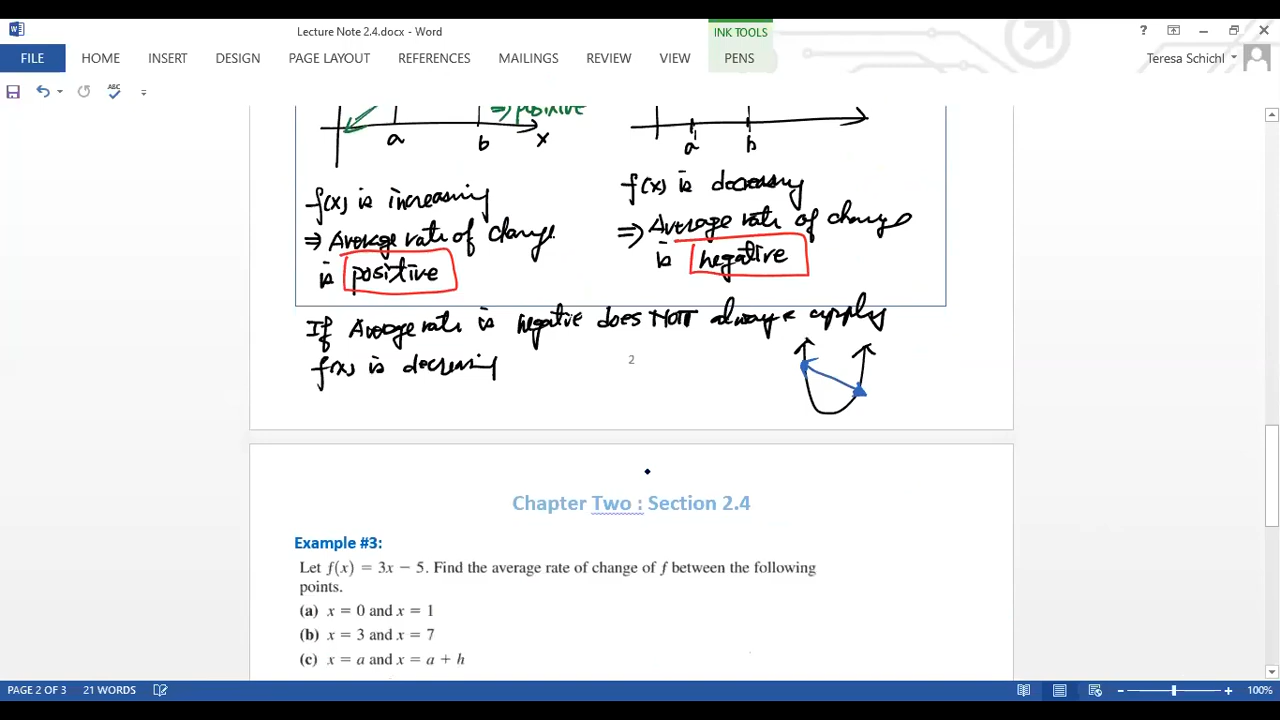 Lecture Note 2.4.docx - Word
INK TOOLS
?
FILE HOME INSERT DESIGN PAGE LAYOUT REFERENCES MAILINGS REVIEW VIEW PENS
Teresa Schichl
ABC
⇒ positive
a b x
a b
f(x) is increasing
⇒ Average rate of change
is positive
f(x) is
⇒ Average rate of change
is negative
If Average rate is negative does NOT always apply
f(x) is decreasing
2
Chapter Two : Section 2.4
Example #3:
Let f(x) = 3x − 5. Find the average rate of change of f between the following
points.
(a) x = 0 and x = 1
(b) x = 3 and x = 7
(c) x = a and x = a + h
PAGE 2 OF 3 21 WORDS
100%